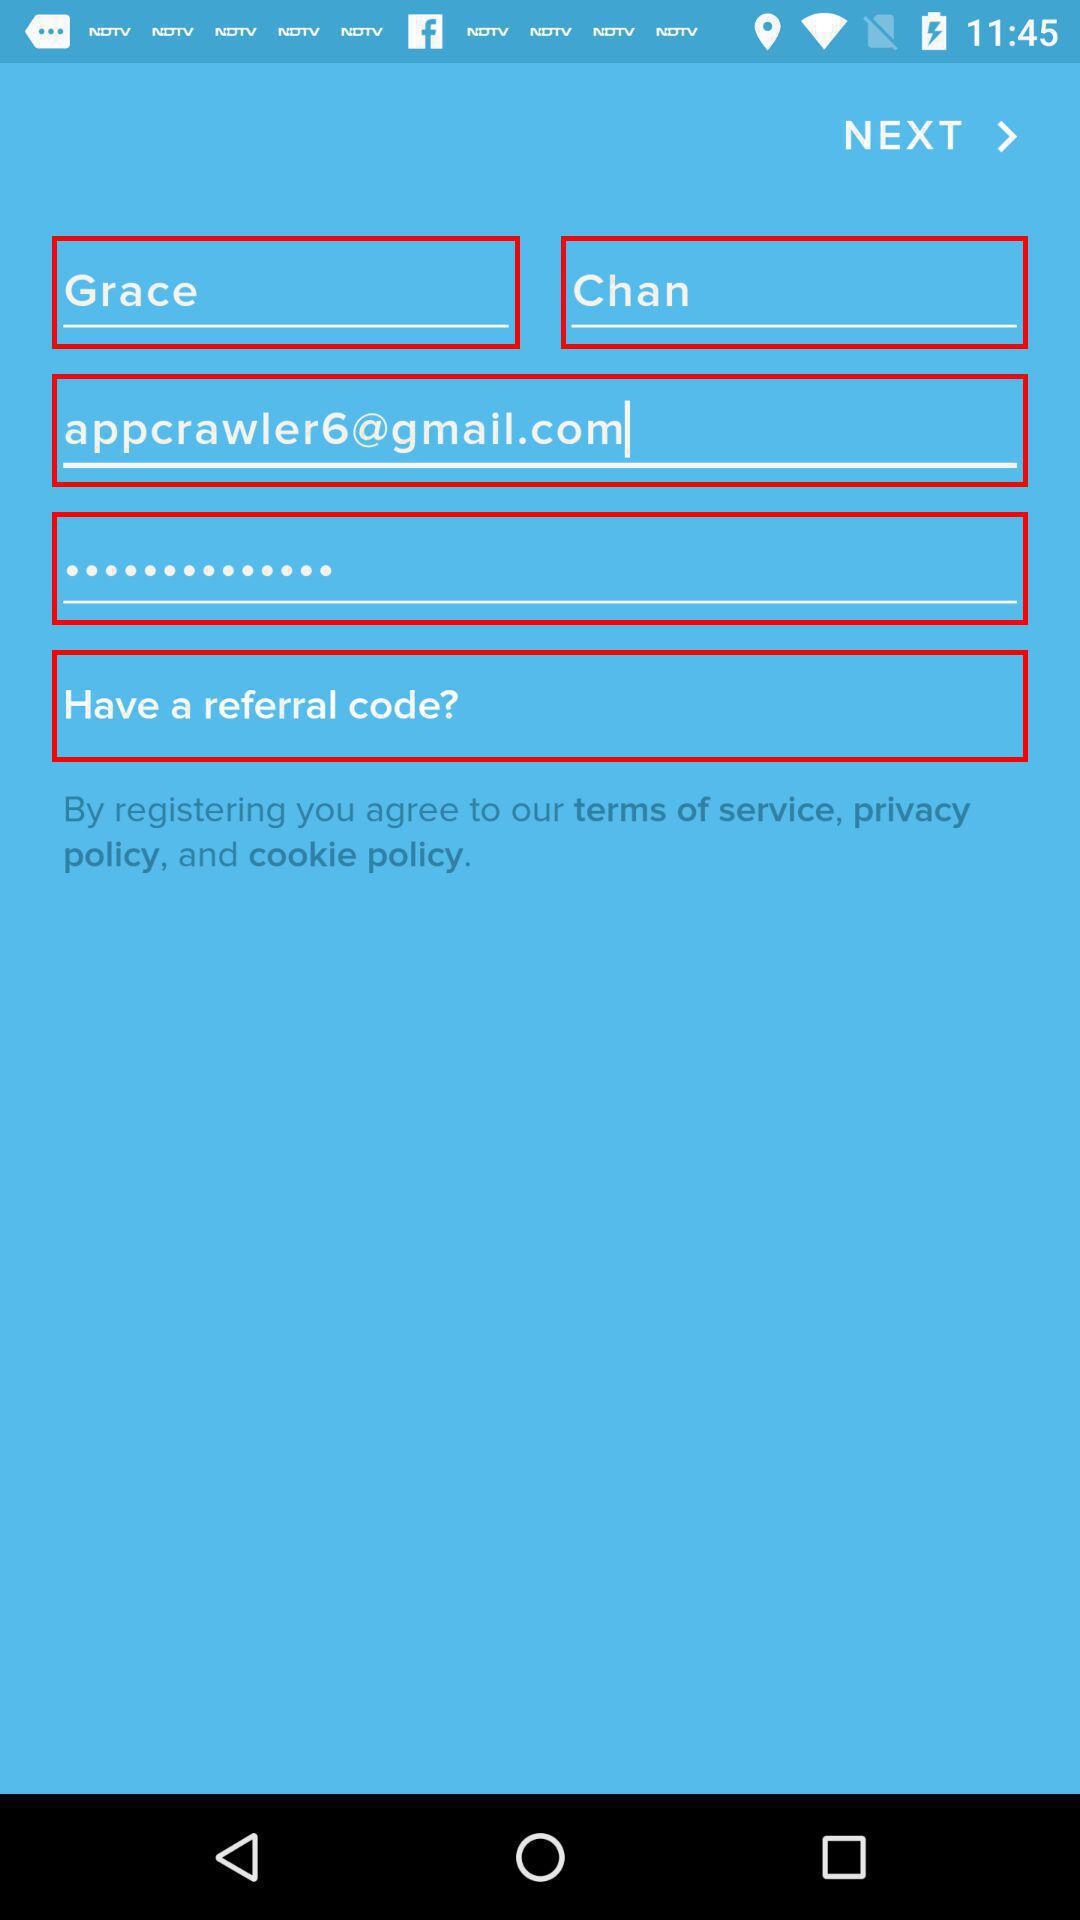 NDTV NDTV NDTV NDTV NDTV f NDTV NDTV NDTV NDTV 11:45
NEXT
Grace Chan
appcrawler6@gmail.com
••••••••••••••
Have a referral code?
By registering you agree to our terms of service, privacy
policy, and cookie policy.